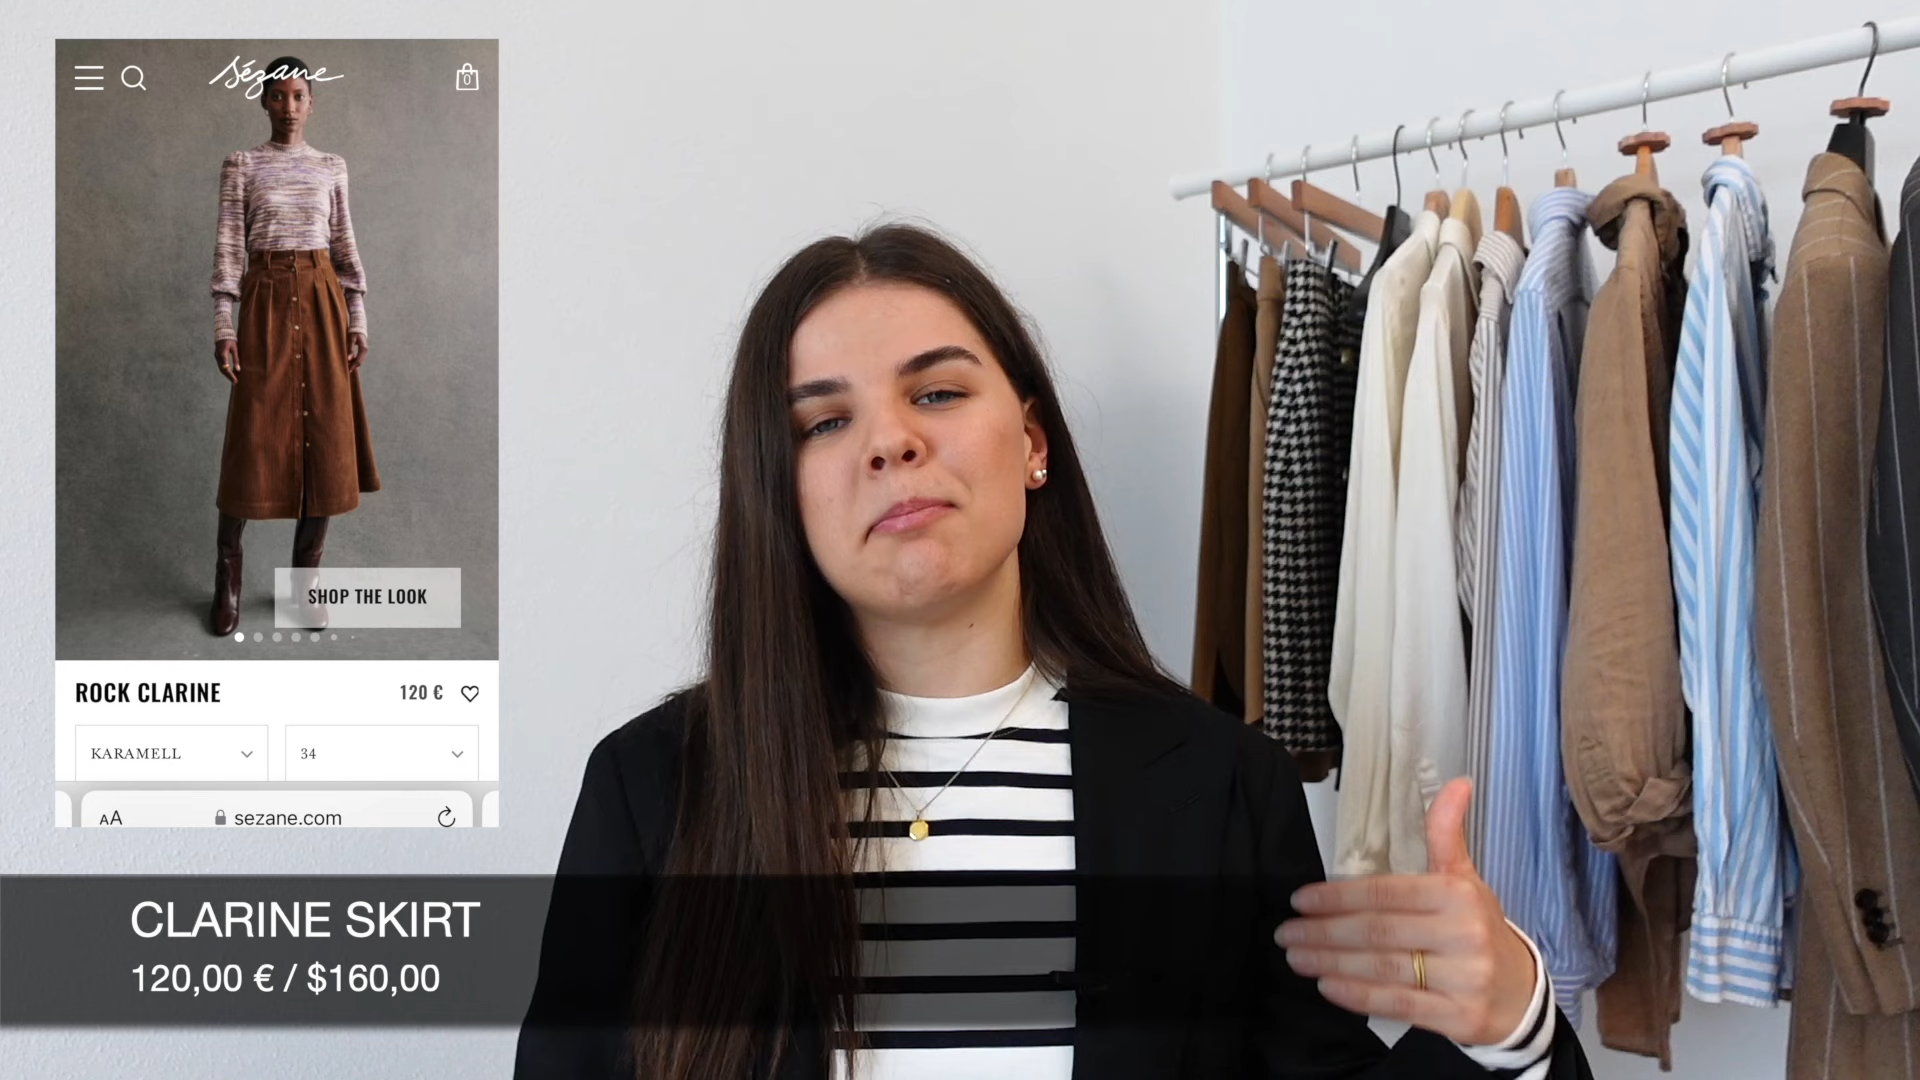 Sézane
0
SHOP THE LOOK
ROCK CLARINE
120 €
KARAMELL
34
AA
sezane.com
CLARINE SKIRT
120,00 € / $160,00